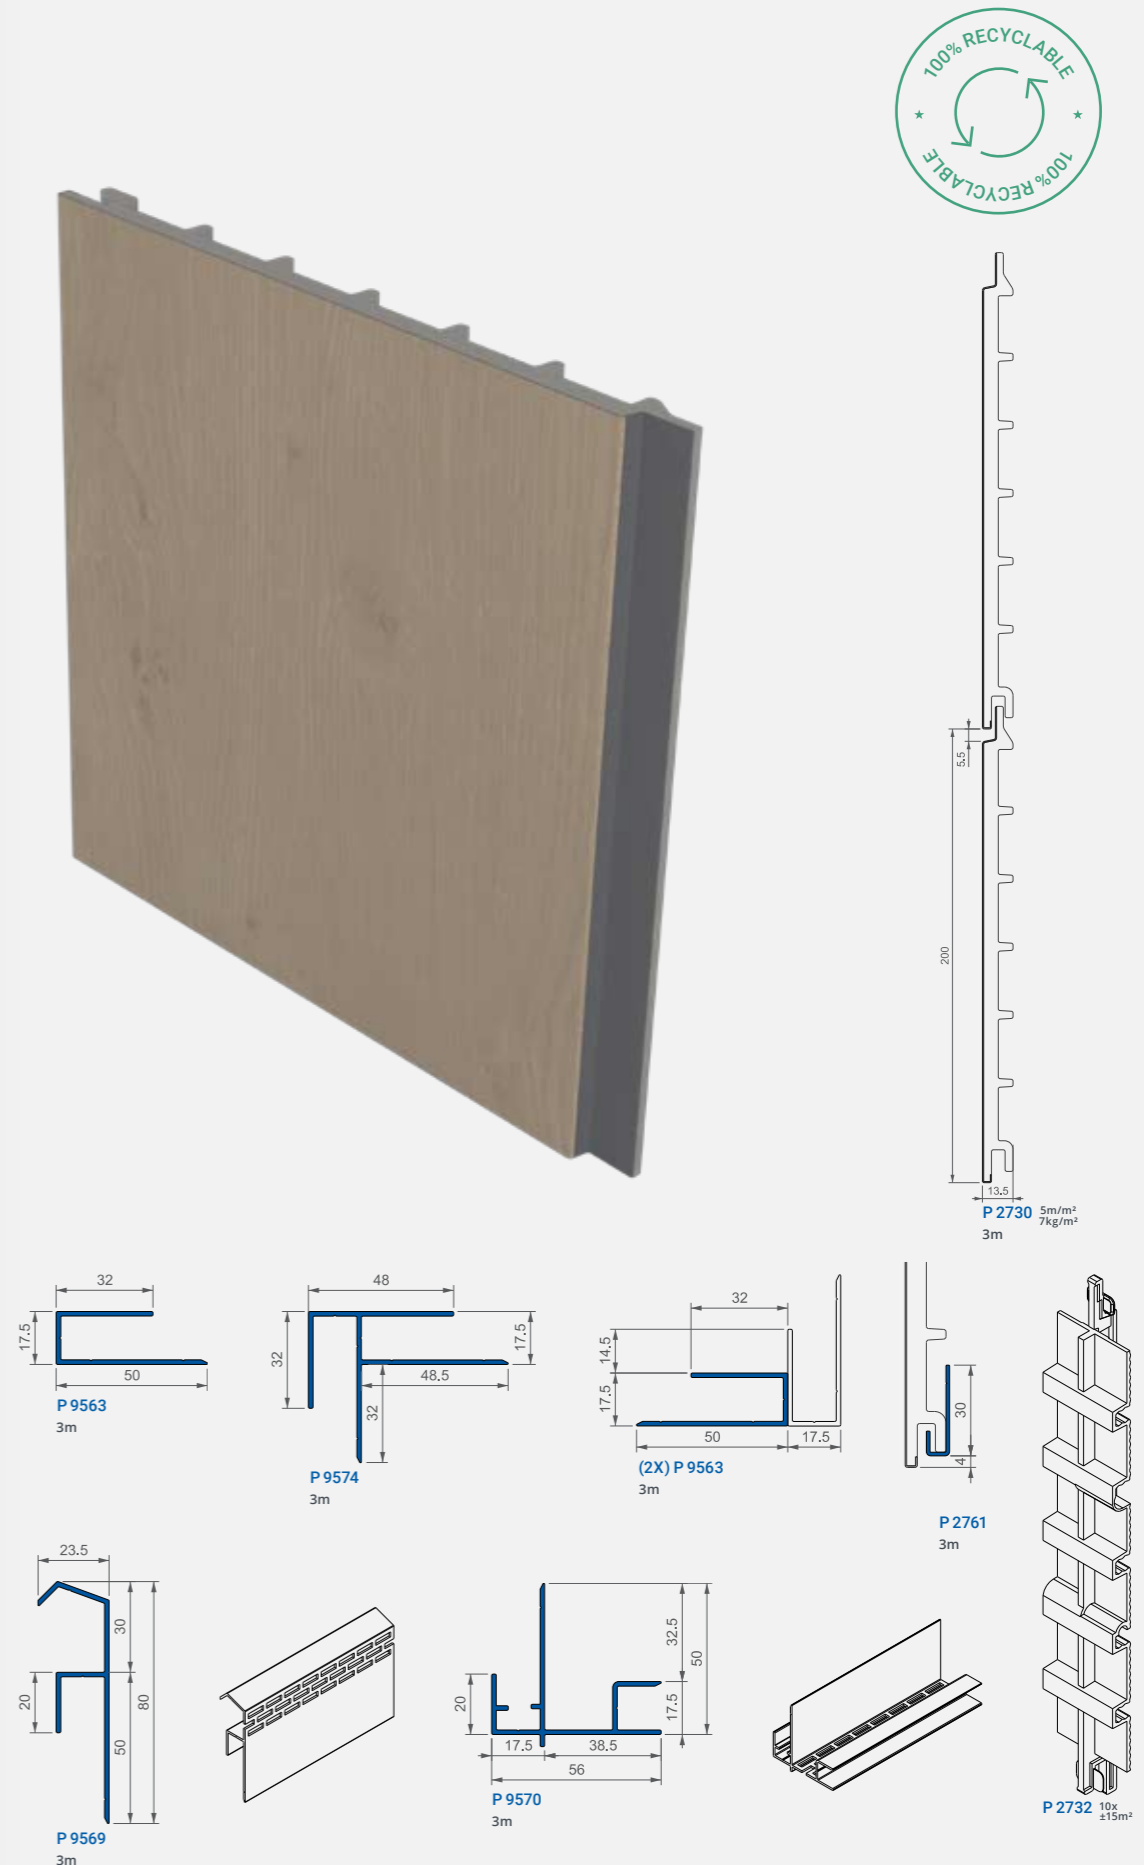 100% RECYCLABLE
100% RECYCLABLE
5.5
200
13.5
P 2730 5m/m²
7kg/m²
3m
32
17.5
50
P 9563
3m
48
32
17.5
48.5
32
P 9574
3m
32
14.5
17.5
50
17.5
(2X) P 9563
3m
30
4
P 2761
3m
23.5
30
20
80
50
P 9569
3m
32.5
50
20
17.5
17.5
38.5
56
P 9570
3m
P 2732 10x
±15m²